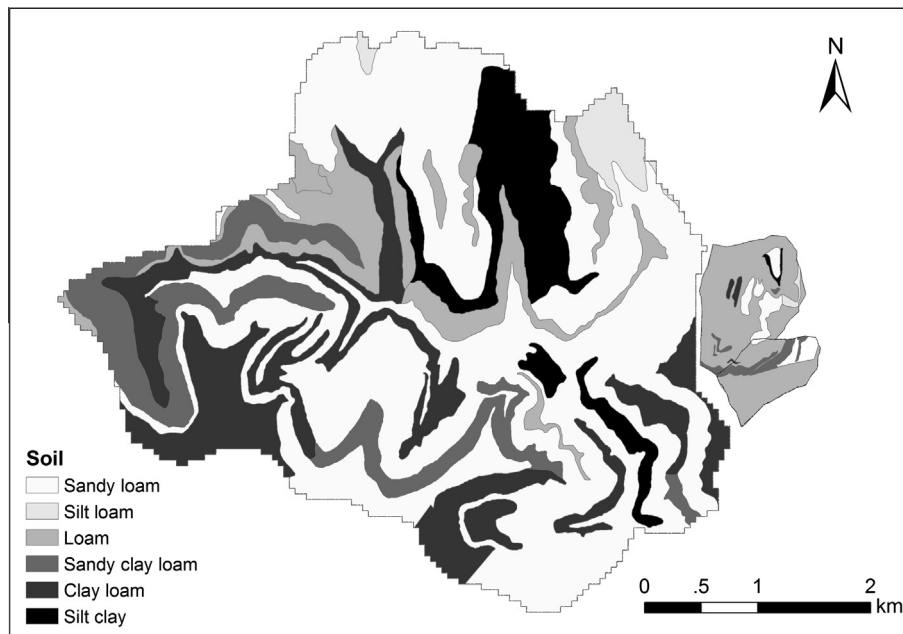 N
Soil
Sandy loam
Silt loam
Loam
Sandy clay loam
Clay loam
Silt clay
0 .5 1 2
km